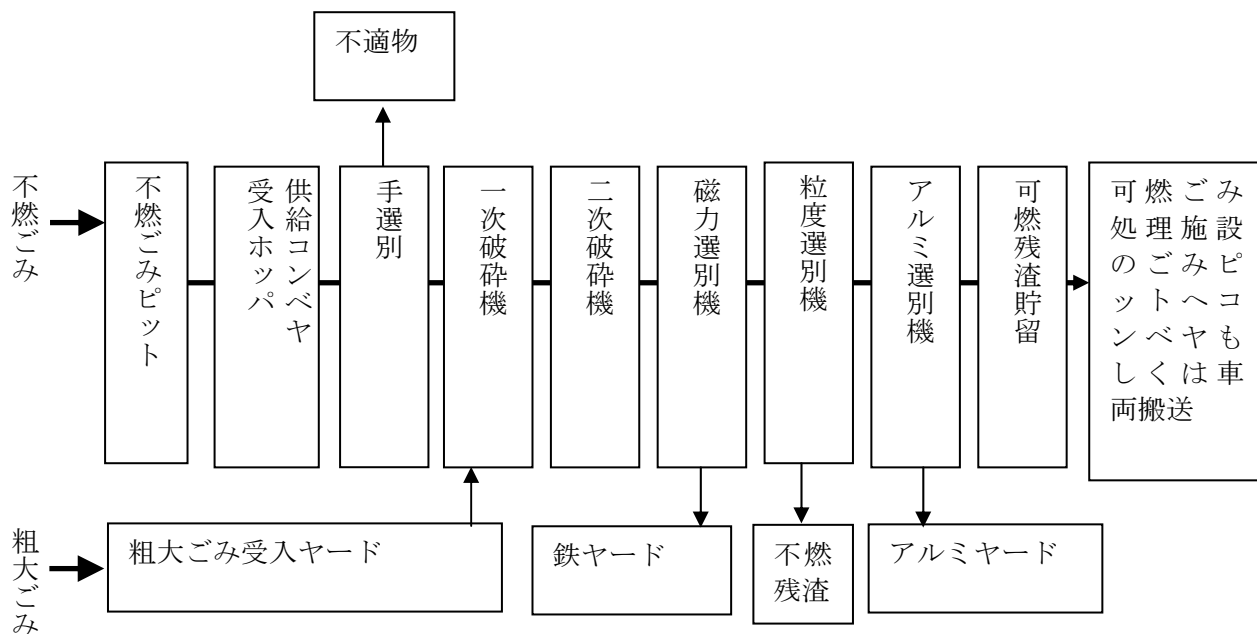 不適物
不燃ごみ
不燃ごみピット
受入ホッパ
供給コンベヤ
手選別
一次破砕機
二次破砕機
磁力選別機
粒度選別機
アルミ選別機
可燃残渣貯留
可燃ごみ
処理施設
のごみピ
ットへコ
ンベヤも
しくは車
両搬送
粗大ごみ
粗大ごみ受入ヤード
鉄ヤード
不燃
残渣
アルミヤード